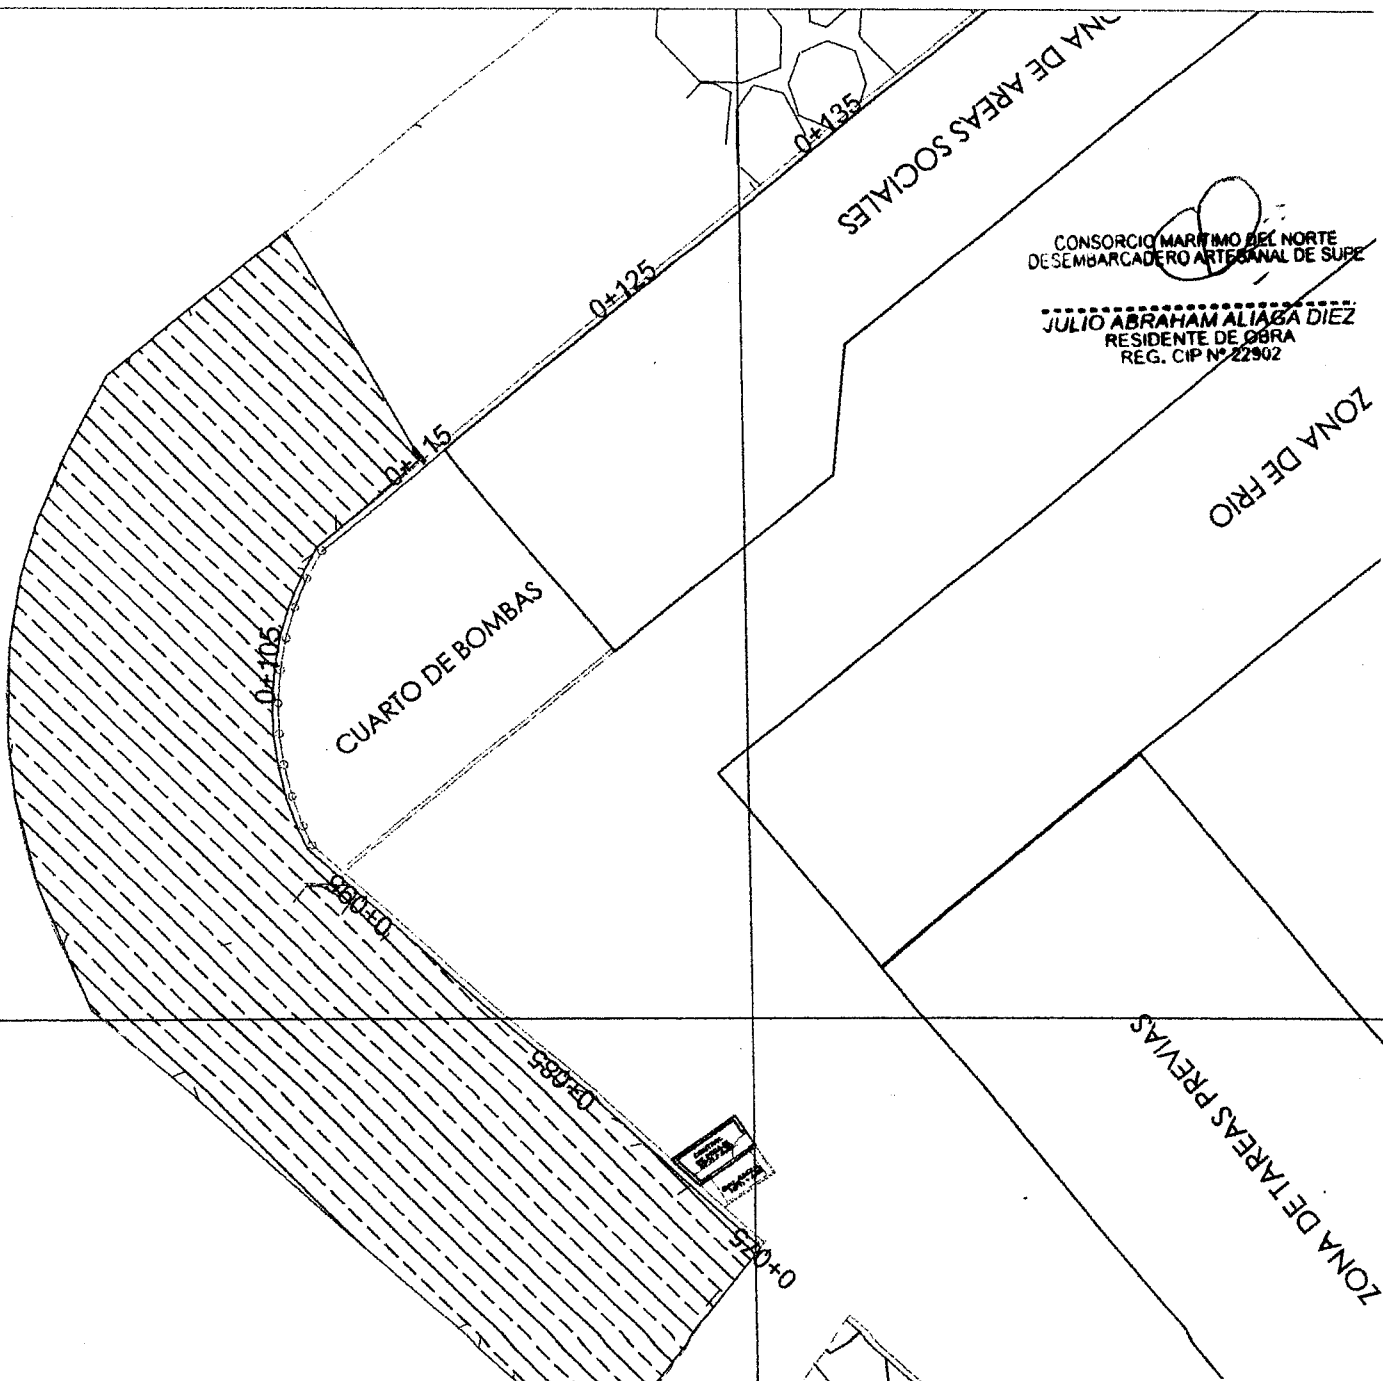 ZONA DE AREAS SOCIALES
0+135
0+125
CONSORCIO MARITIMO DEL NORTE
DESEMBARCADERO ARTESANAL DE SUPE
JULIO ABRAHAM ALIAGA DIEZ
RESIDENTE DE OBRA
REG. CIP Nº 22902
ZONA DE FRIO
0+115
CUARTO DE BOMBAS
0+105
0+095
0+085
ZONA DE TAREAS PREVIAS
0+075